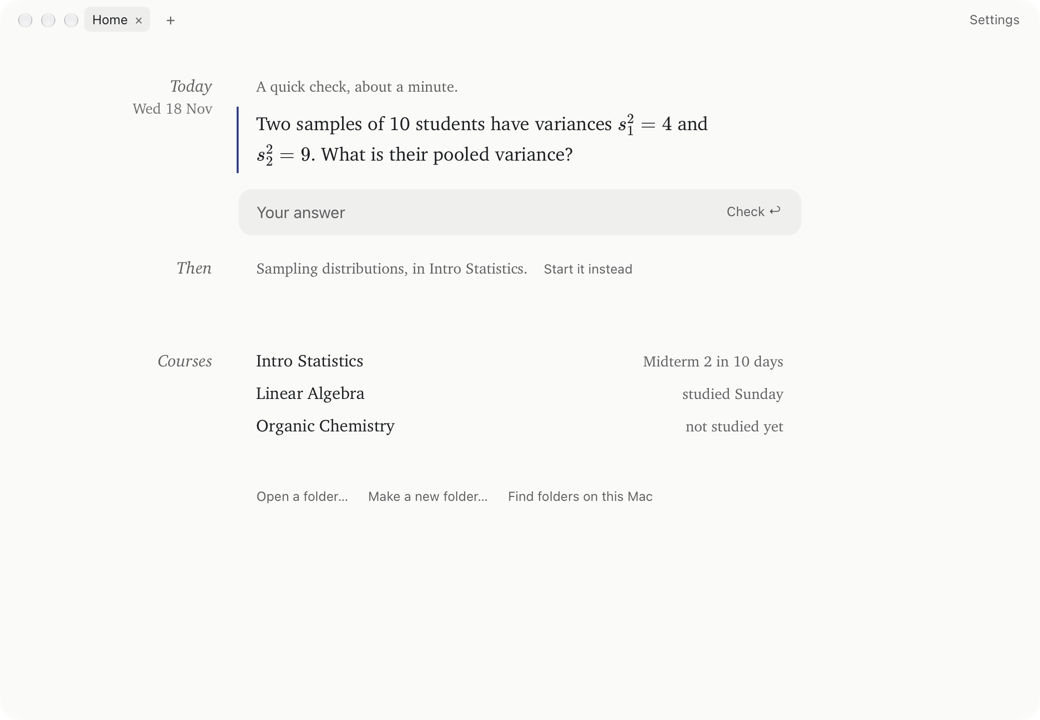 Home × + Settings
Today A quick check, about a minute.
Wed 18 Nov
Two samples of 10 students have variances s₁² = 4 and
s₂² = 9. What is their pooled variance?
Your answer Check ↩
Then Sampling distributions, in Intro Statistics. Start it instead
Courses Intro Statistics Midterm 2 in 10 days
Linear Algebra studied Sunday
Organic Chemistry not studied yet
Open a folder... Make a new folder... Find folders on this Mac